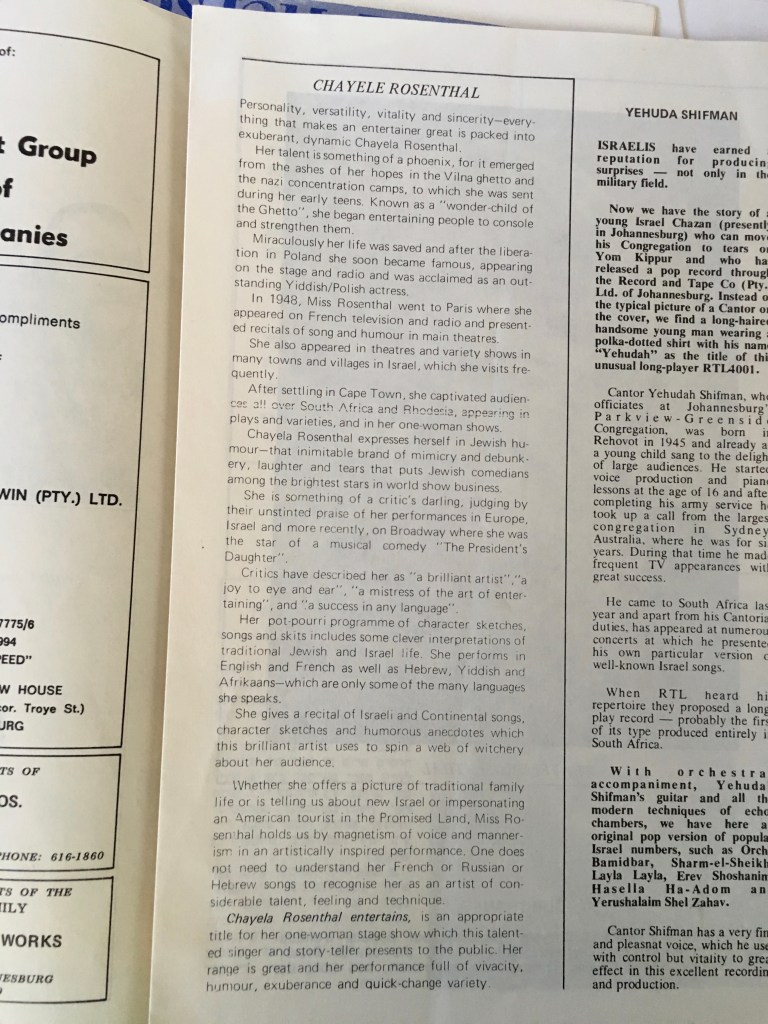 of:
t Group
of
anies
ompliments
:
WIN (PTY.) LTD.
7775/6
994
PEED"
W HOUSE
cor. Troye St.)
URG
TS OF
OS.
PHONE: 616-1860
TS OF THE
ILY
WORKS
NESBURG
CHAYELE ROSENTHAL
Personality, versatility, vitality and sincerity—every-
thing that makes an entertainer great is packed into
exuberant, dynamic Chayela Rosenthal.
Her talent is something of a phoenix, for it emerged
from the ashes of her hopes in the Vilna ghetto and
the nazi concentration camps, to which she was sent
during her early teens. Known as a "wonder-child of
the Ghetto", she began entertaining people to console
and strengthen them.
Miraculously her life was saved and after the libera-
tion in Poland she soon became famous, appearing
on the stage and radio and was acclaimed as an out-
standing Yiddish/Polish actress.
In 1948, Miss Rosenthal went to Paris where she
appeared on French television and radio and present-
ed recitals of song and humour in main theatres.
She also appeared in theatres and variety shows in
many towns and villages in Israel, which she visits fre-
quently.
After settling in Cape Town, she captivated audien-
ces all over South Africa and Rhodesia, appearing in
plays and varieties, and in her one-woman shows.
Chayela Rosenthal expresses herself in Jewish hu-
mour—that inimitable brand of mimicry and debunk-
ery, laughter and tears that puts Jewish comedians
among the brightest stars in world show business.
She is something of a critic's darling, judging by
their unstinted praise of her performances in Europe,
Israel and more recently, on Broadway where she was
the star of a musical comedy "The President's
Daughter".
Critics have described her as "a brilliant artist","a
joy to eye and ear", "a mistress of the art of enter-
taining", and "a success in any language".
Her pot-pourri programme of character sketches,
songs and skits includes some clever interpretations of
traditional Jewish and Israel life. She performs in
English and French as well as Hebrew, Yiddish and
Afrikaans—which are only some of the many languages
she speaks.
She gives a recital of Israeli and Continental songs,
character sketches and humorous anecdotes which
this brilliant artist uses to spin a web of witchery
about her audience.
Whether she offers a picture of traditional family
life or is telling us about new Israel or impersonating
an American tourist in the Promised Land, Miss Ro-
senthal holds us by magnetism of voice and manner-
ism in an artistically inspired performance. One does
not need to understand her French or Russian or
Hebrew songs to recognise her as an artist of con-
siderable talent, feeling and technique.
Chayela Rosenthal entertains, is an appropriate
title for her one-woman stage show which this talent-
ed singer and story-teller presents to the public. Her
range is great and her performance full of vivacity,
humour, exuberance and quick-change variety.
YEHUDA SHIFMAN
ISRAELIS have earned
reputation for producin
surprises — not only in the
military field.
Now we have the story of a
young Israel Chazan (presently
in Johannesburg) who can move
his Congregation to tears on
Yom Kippur and who has
released a pop record through
the Record and Tape Co (Pty.)
Ltd. of Johannesburg. Instead of
the typical picture of a Cantor on
the cover, we find a long-haired
handsome young man wearing a
polka-dotted shirt with his name
"Yehudah" as the title of this
unusual long-player RTL4001.
Cantor Yehudah Shifman, who
officiates at Johannesburg'
Parkview-Greensid
Congregation, was born i
Rehovot in 1945 and already a
a young child sang to the deligh
of large audiences. He starte
voice production and pian
lessons at the age of 16 and afte
completing his army service h
took up a call from the larges
congregation in Sydney
Australia, where he was for si
years. During that time he mad
frequent TV appearances wit
great success.
He came to South Africa las
year and apart from his Cantoria
duties, has appeared at numerou
concerts at which he presente
his own particular version o
well-known Israel songs.
When RTL heard hi
repertoire they proposed a long
play record — probably the firs
of its type produced entirely i
South Africa.
With orchestra
accompaniment, Yehuda
Shifman's guitar and all th
modern techniques of echo
chambers, we have here a
original pop version of popula
Israel numbers, such as Orch
Bamidbar, Sharm-el-Sheikh
Layla Layla, Erev Shoshanim
Hasella Ha-Adom an
Yerushalaim Shel Zahav.
Cantor Shifman has a very fin
and pleasnat voice, which he use
with control but vitality to grea
effect in this excellent recordin
and production.